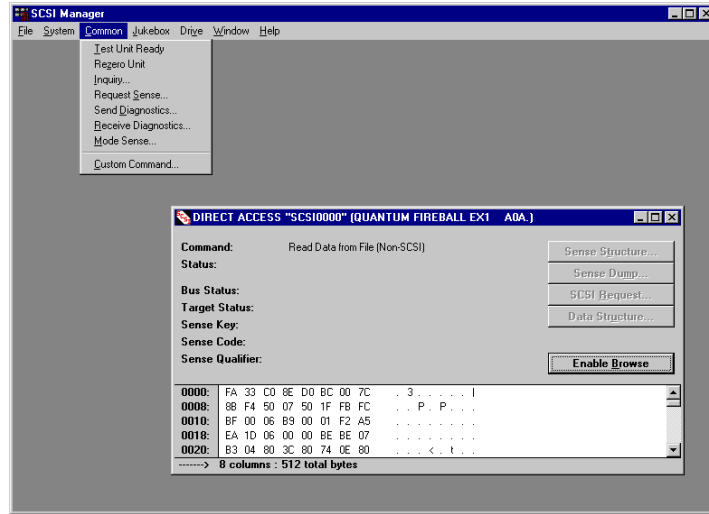 SCSI Manager
File System Common Jukebox Drive Window Help
Test Unit Ready
Rezero Unit
Inquiry...
Request Sense...
Send Diagnostics...
Receive Diagnostics...
Mode Sense...
Custom Command...
DIRECT ACCESS "SCSI0000" (QUANTUM FIREBALL EX1 A0A.)
Command: Read Data from File (Non-SCSI)
Status:
Bus Status:
Target Status:
Sense Key:
Sense Code:
Sense Qualifier:
Sense Structure...
Sense Dump...
SCSI Request...
Data Structure...
Enable Browse
0000: FA 33 C0 8E D0 BC 00 7C . 3 . . . . . |
0008: 8B F4 50 07 50 1F FB FC . . P . P . . .
0010: BF 00 06 B9 00 01 F2 A5 . . . . . . . .
0018: EA 1D 06 00 00 BE BE 07 . . . . . . . .
0020: B3 04 80 3C 80 74 0E 80 . . . < . t . .
-------> 8 columns : 512 total bytes